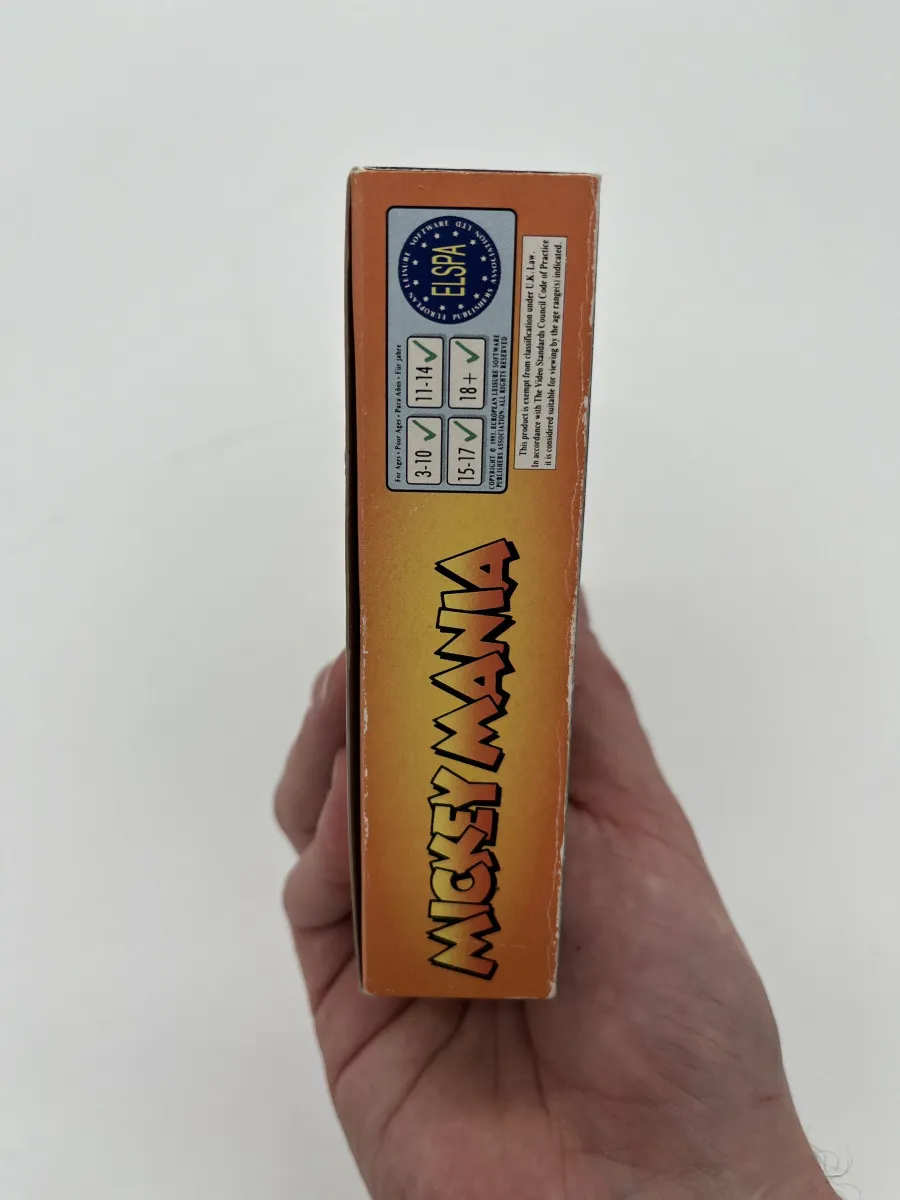 MICKEY MANIA
For Ages • Pour Ages • Para Años • Für Jahre
3-10 ✓ 11-14 ✓
15-17 ✓ 18+ ✓
COPYRIGHT © 1993 EUROPEAN LEISURE SOFTWARE
PUBLISHERS ASSOCIATION. ALL RIGHTS RESERVED
EUROPEAN LEISURE SOFTWARE
PUBLISHERS ASSOCIATION LTD
ELSPA
This product is exempt from classification under U.K. Law.
In accordance with The Video Standards Council Code of Practice
it is considered suitable for viewing by the age range(s) indicated.